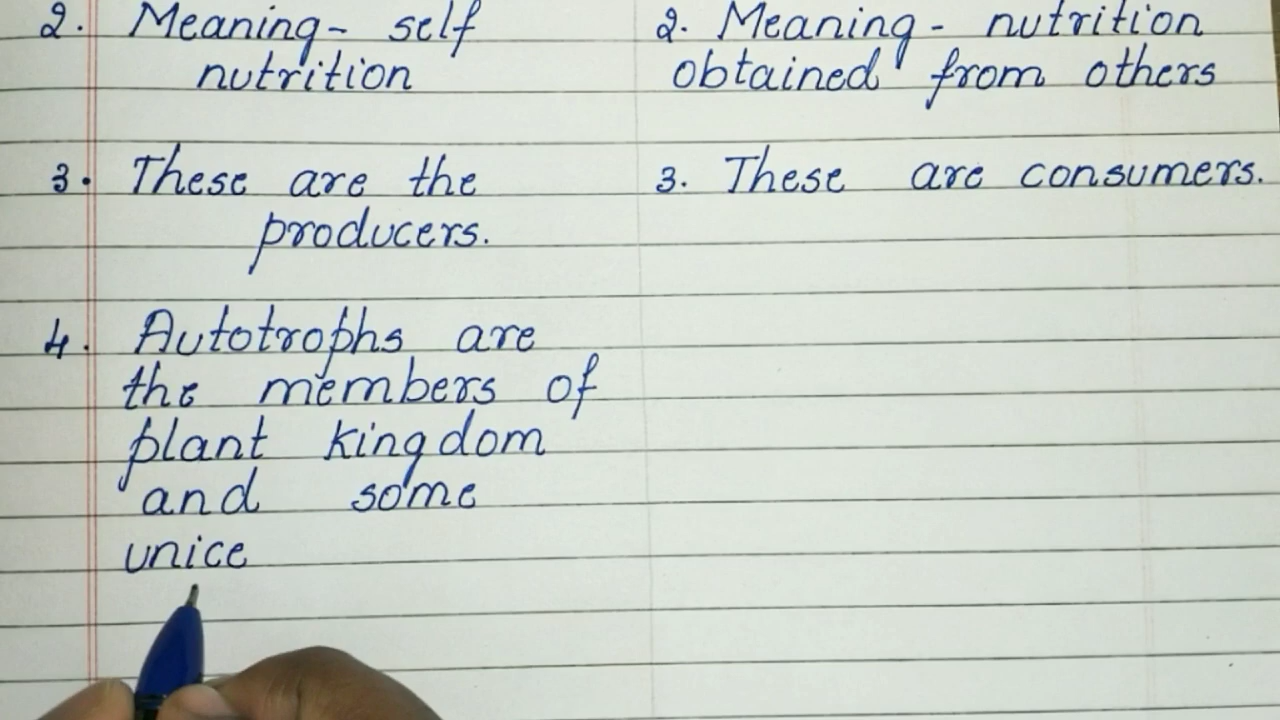 2. Meaning- self
nutrition
3. These are the
producers.
4. Autotrophs are
the members of
plant kingdom
and some
unice
2. Meaning - nutrition
obtained from others
3. These are consumers.